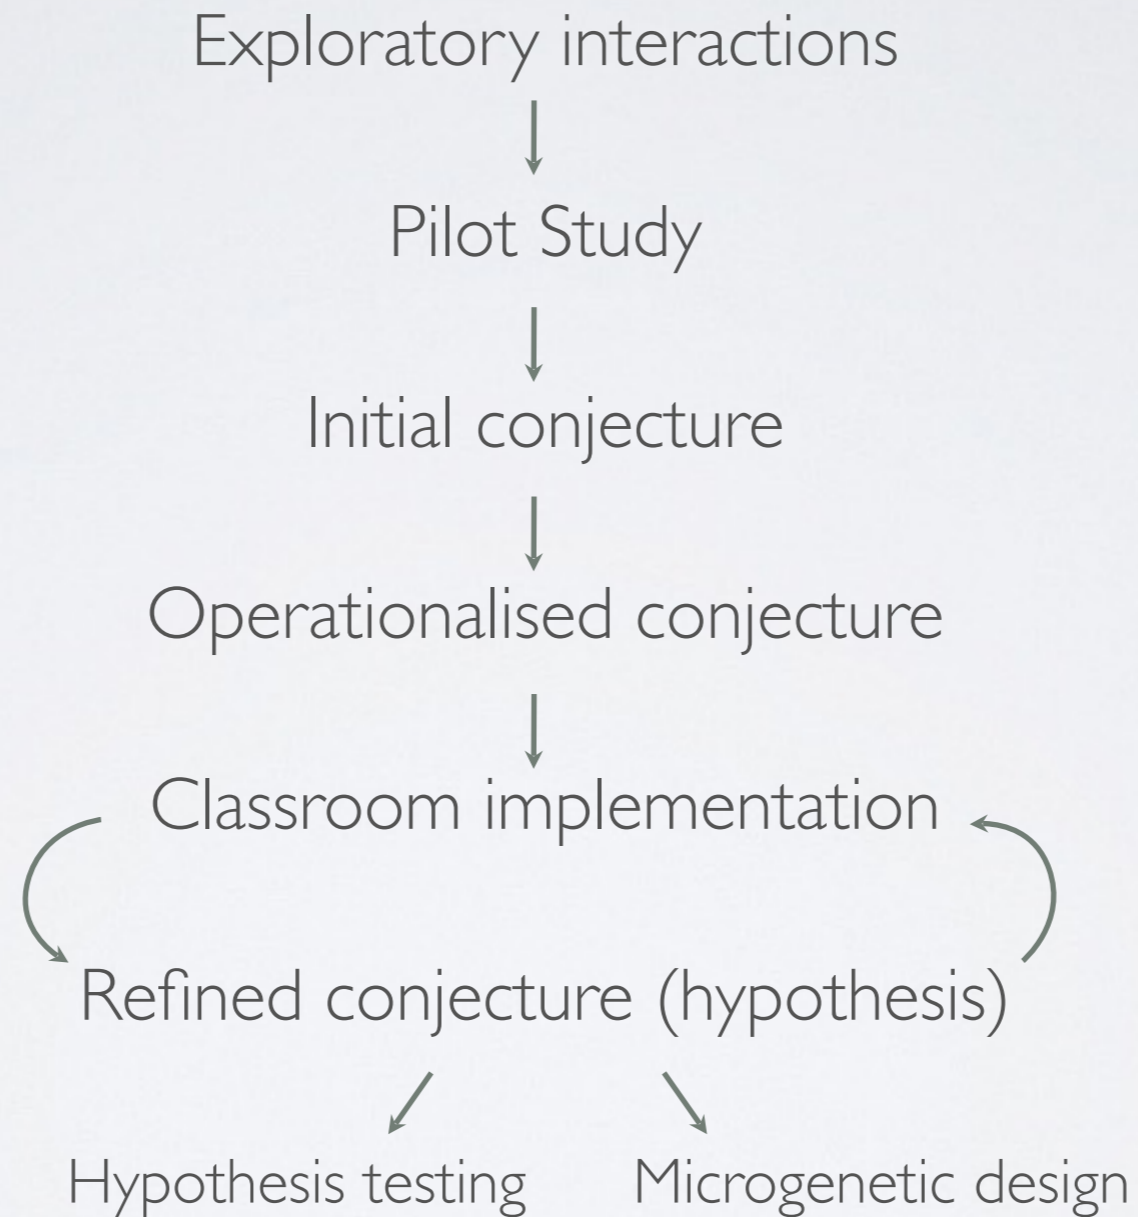 Exploratory interactions
Pilot Study
Initial conjecture
Operationalised conjecture
Classroom implementation
Refined conjecture (hypothesis)
Hypothesis testing
Microgenetic design